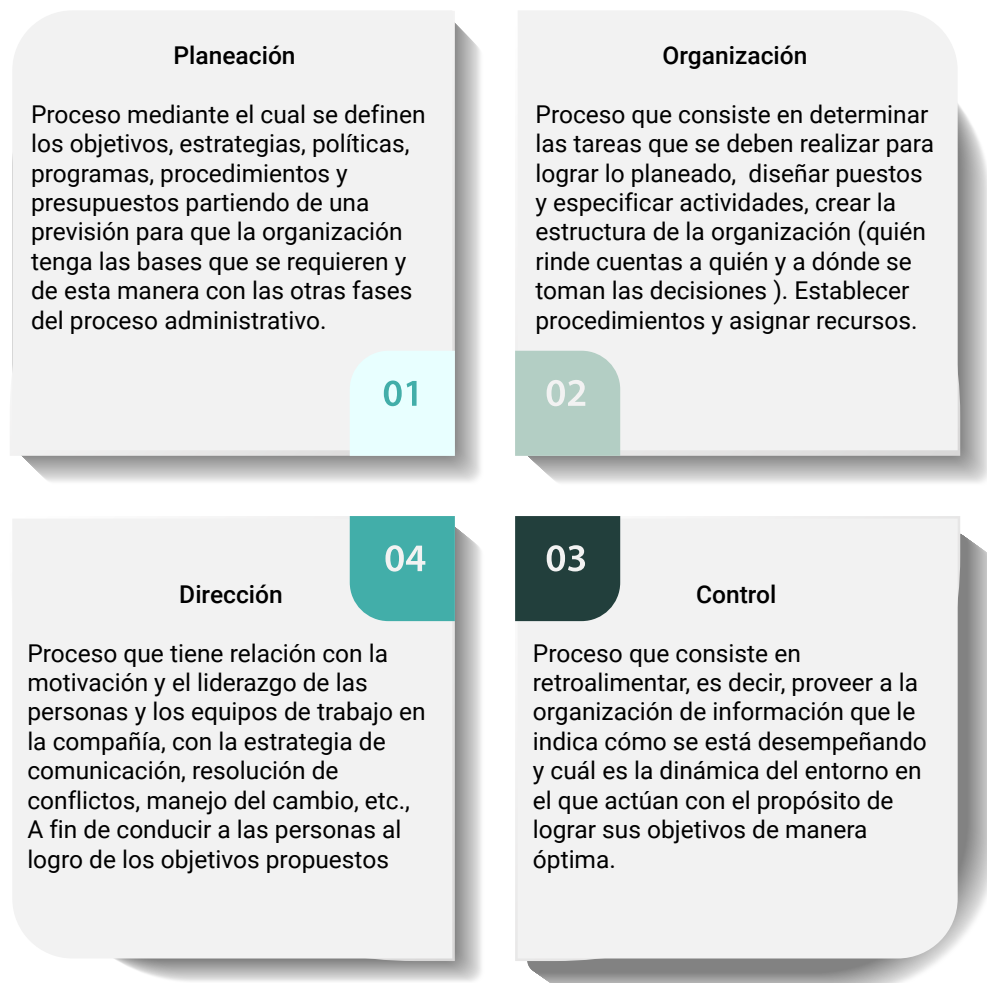 Planeación
Proceso mediante el cual se definen
los objetivos, estrategias, políticas,
programas, procedimientos y
presupuestos partiendo de una
previsión para que la organización
tenga las bases que se requieren y
de esta manera con las otras fases
del proceso administrativo.
01
Organización
Proceso que consiste en determinar
las tareas que se deben realizar para
lograr lo planeado,  diseñar puestos
y especificar actividades, crear la
estructura de la organización (quién
rinde cuentas a quién y a dónde se
toman las decisiones ). Establecer
procedimientos y asignar recursos.
02
04
Dirección
Proceso que tiene relación con la
motivación y el liderazgo de las
personas y los equipos de trabajo en
la compañía, con la estrategia de
comunicación, resolución de
conflictos, manejo del cambio, etc.,
A fin de conducir a las personas al
logro de los objetivos propuestos
03
Control
Proceso que consiste en
retroalimentar, es decir, proveer a la
organización de información que le
indica cómo se está desempeñando
y cuál es la dinámica del entorno en
el que actúan con el propósito de
lograr sus objetivos de manera
óptima.